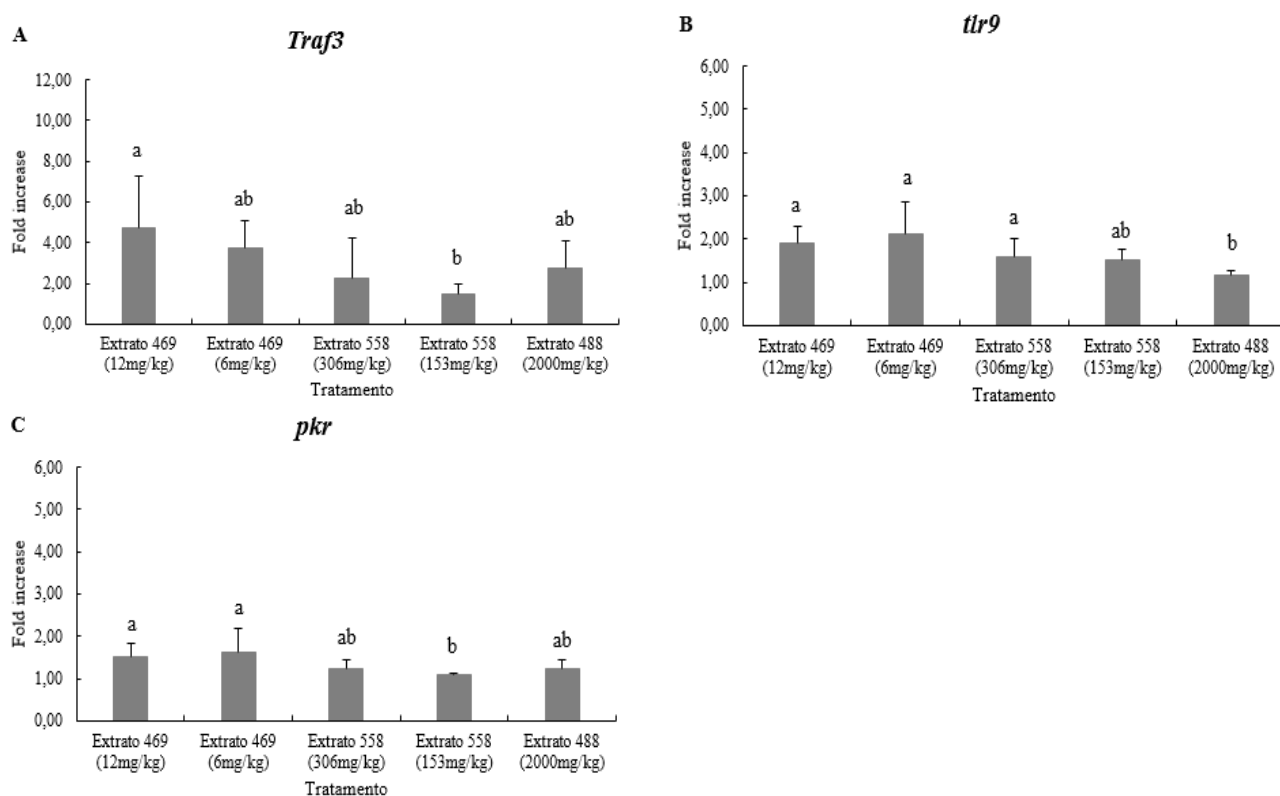 A
Traf3
12,00
10,00
8,00
6,00
4,00
2,00
0,00
Fold increase
a
ab
ab
b
ab
Extrato 469 Extrato 469 Extrato 558 Extrato 558 Extrato 488
(12mg/kg) (6mg/kg) (306mg/kg) (153mg/kg) (2000mg/kg)
Tratamento
B
tlr9
6,00
5,00
4,00
3,00
2,00
1,00
0,00
Fold increase
a
a
a
ab
b
Extrato 469 Extrato 469 Extrato 558 Extrato 558 Extrato 488
(12mg/kg) (6mg/kg) (306mg/kg) (153mg/kg) (2000mg/kg)
Tratamento
C
pkr
6,00
5,00
4,00
3,00
2,00
1,00
0,00
Fold increase
a
a
ab
b
ab
Extrato 469 Extrato 469 Extrato 558 Extrato 558 Extrato 488
(12mg/kg) (6mg/kg) (306mg/kg) (153mg/kg) (2000mg/kg)
Tratamento